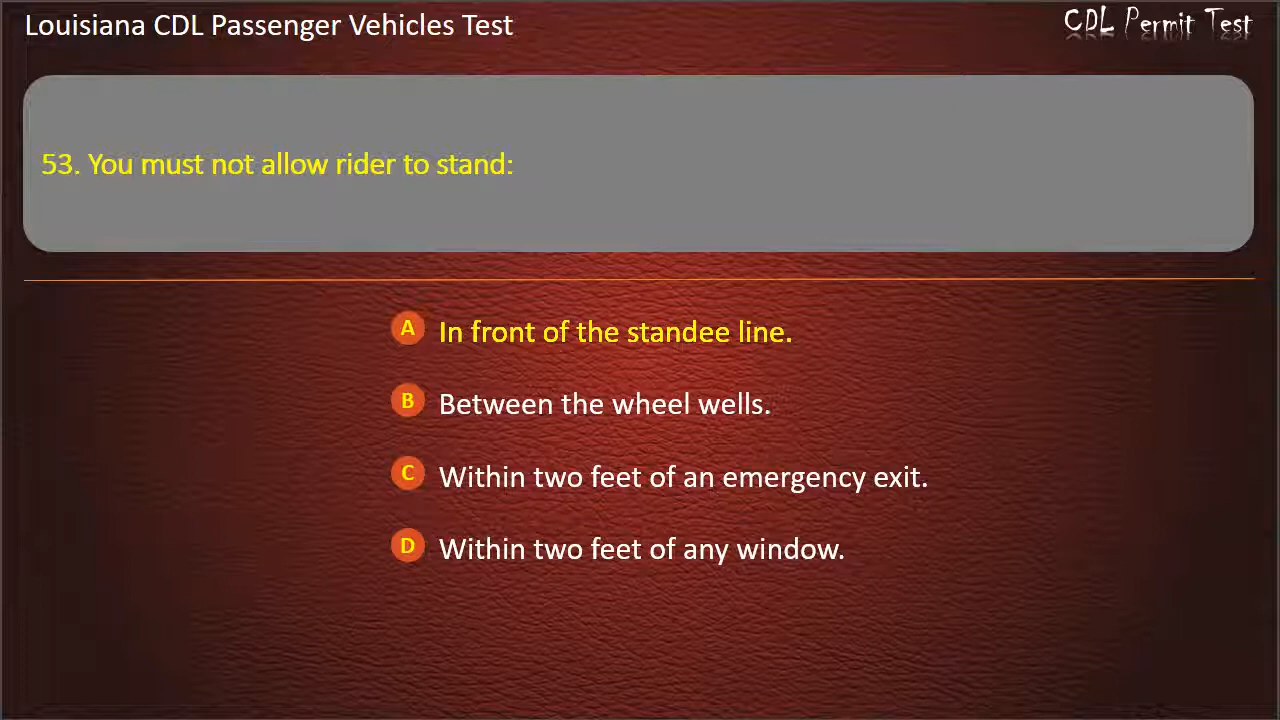 Louisiana CDL Passenger Vehicles Test
CDL Permit Test
53. You must not allow rider to stand:
A In front of the standee line.
B Between the wheel wells.
C Within two feet of an emergency exit.
D Within two feet of any window.